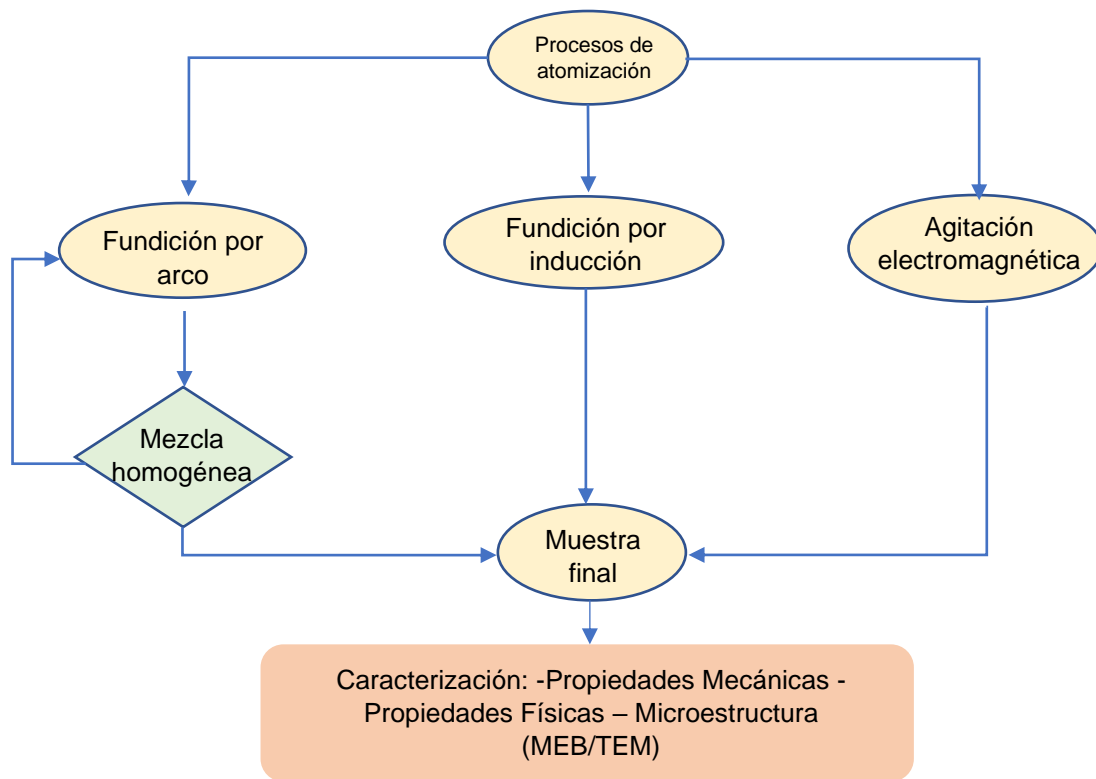 Procesos de
atomización
Fundición por
arco
Fundición por
inducción
Agitación
electromagnética
Mezcla
homogénea
Muestra
final
Caracterización: -Propiedades Mecánicas -
Propiedades Físicas – Microestructura
(MEB/TEM)